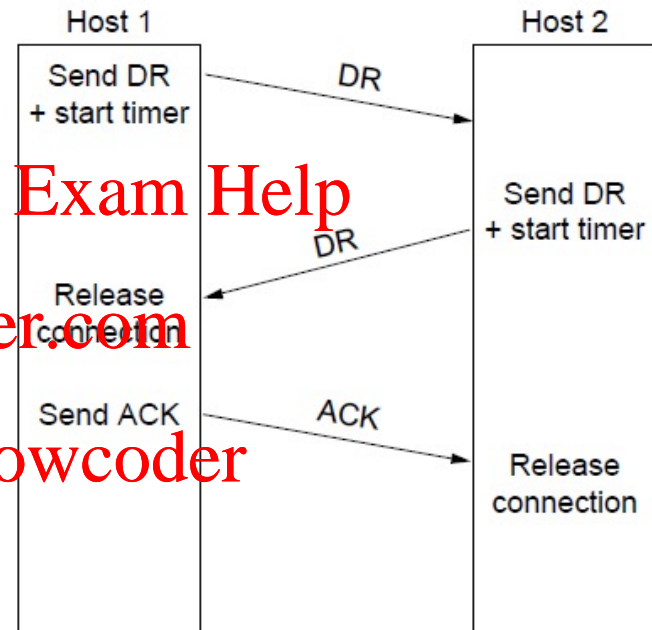 Host 1
Host 2
Send DR
+ start timer
DR
Exam Help
Send DR
+ start timer
DR
Release
connection
er.com
Send ACK
ACK
owcoder
Release
connection